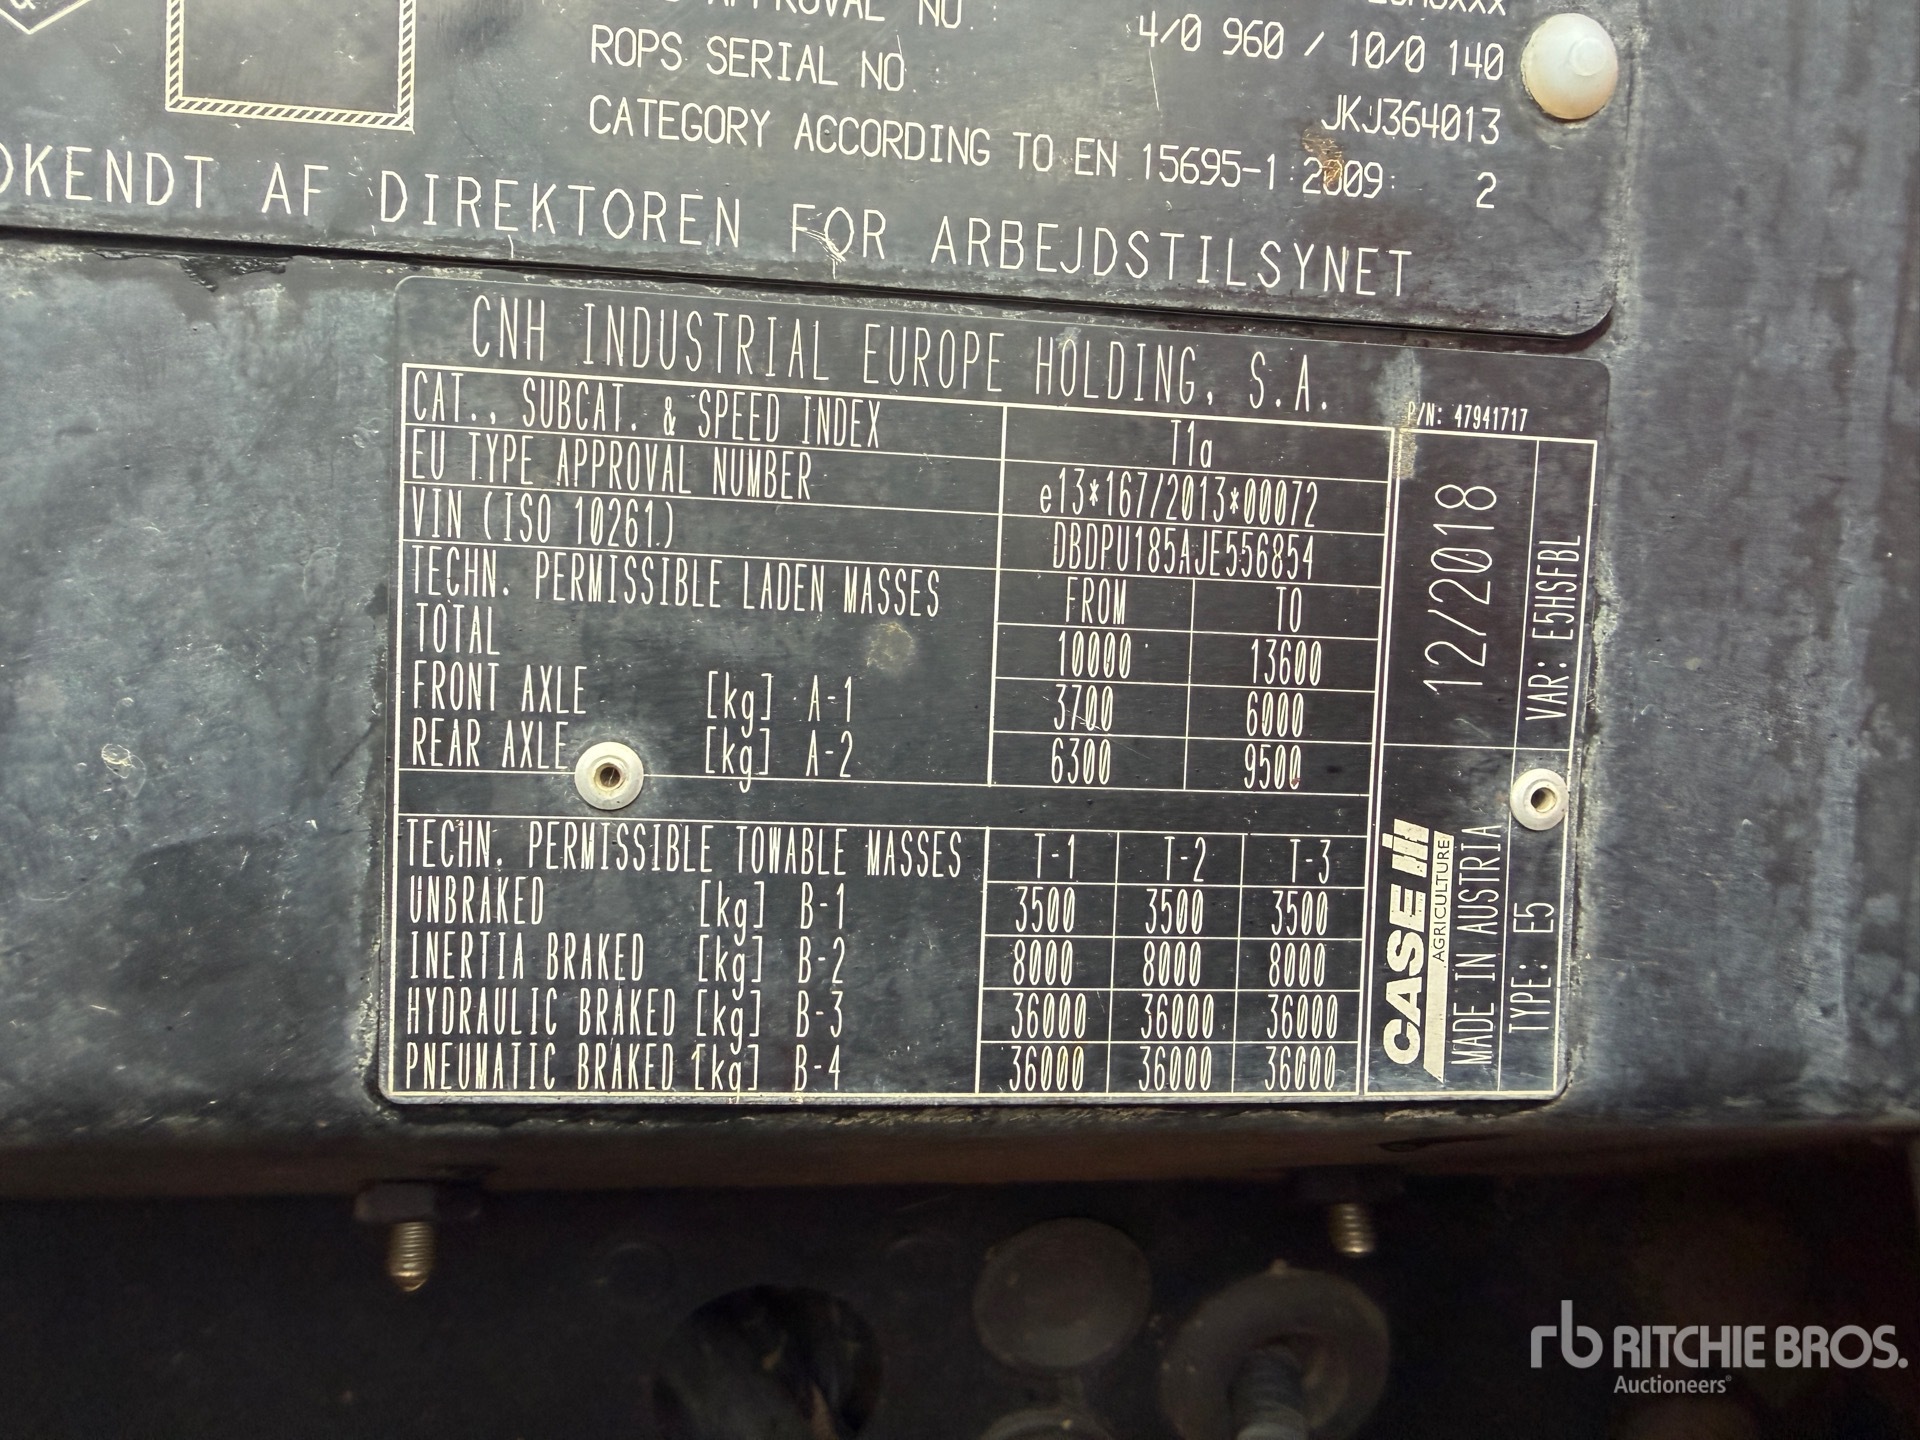 APPROVAL NO :
4/0 960 / 10/0 140
ROPS SERIAL NO :
JKJ364013
CATEGORY ACCORDING TO EN 15695-1:2009: 2
DKENDT AF DIREKTOREN FOR ARBEJDSTILSYNET
CNH INDUSTRIAL EUROPE HOLDING, S.A.
P/N: 47941717
CAT., SUBCAT. & SPEED INDEX T1a
EU TYPE APPROVAL NUMBER e13*167/2013*00072
VIN (ISO 10261) DBDPU185AJE556854
TECHN. PERMISSIBLE LADEN MASSES FROM TO
TOTAL 10000 13600
FRONT AXLE [kg] A-1 3700 6000
REAR AXLE [kg] A-2 6300 9500
TECHN. PERMISSIBLE TOWABLE MASSES T-1 T-2 T-3
UNBRAKED [kg] B-1 3500 3500 3500
INERTIA BRAKED [kg] B-2 8000 8000 8000
HYDRAULIC BRAKED [kg] B-3 36000 36000 36000
PNEUMATIC BRAKED [kg] B-4 36000 36000 36000
12/2018
VAR: E5HSFBL
CASE IH
AGRICULTURE
MADE IN AUSTRIA
TYPE: E5
rb RITCHIE BROS.
Auctioneers®